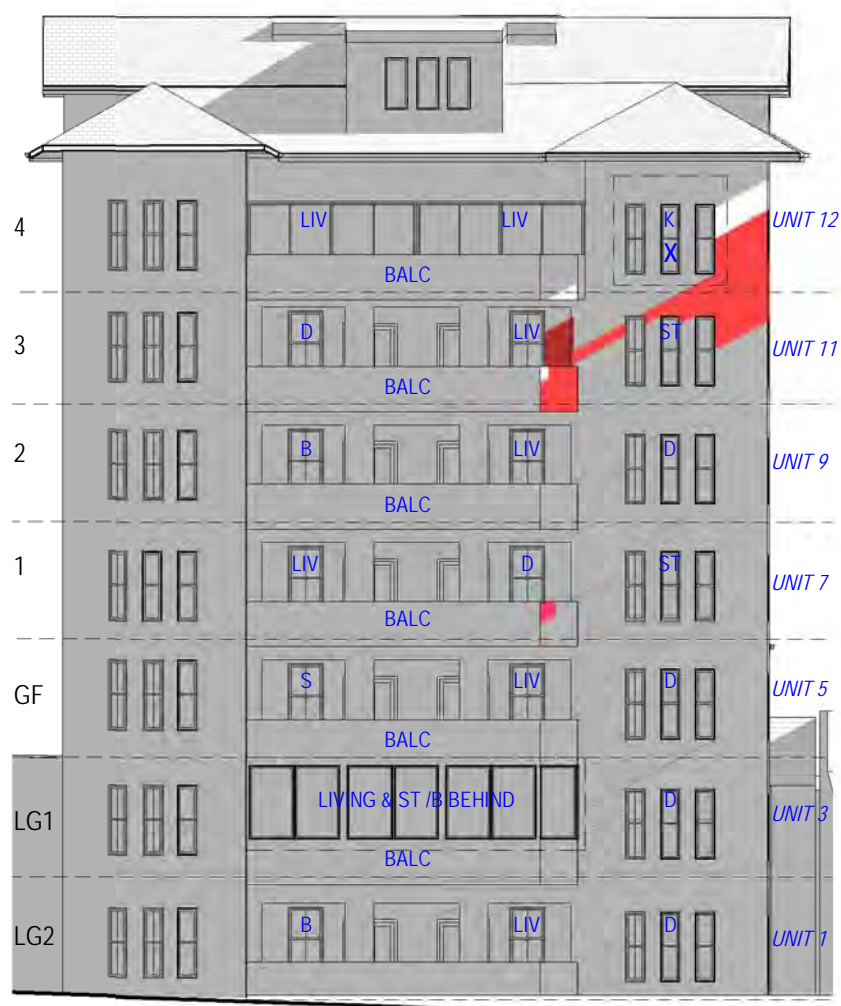 4 LIV LIV K UNIT 12
X
BALC
3 D LIV ST UNIT 11
BALC
2 B LIV D UNIT 9
BALC
1 LIV D ST UNIT 7
BALC
GF S LIV D UNIT 5
BALC
LG1 LIVING & ST /B BEHIND D UNIT 3
BALC
LG2 B LIV D UNIT 1